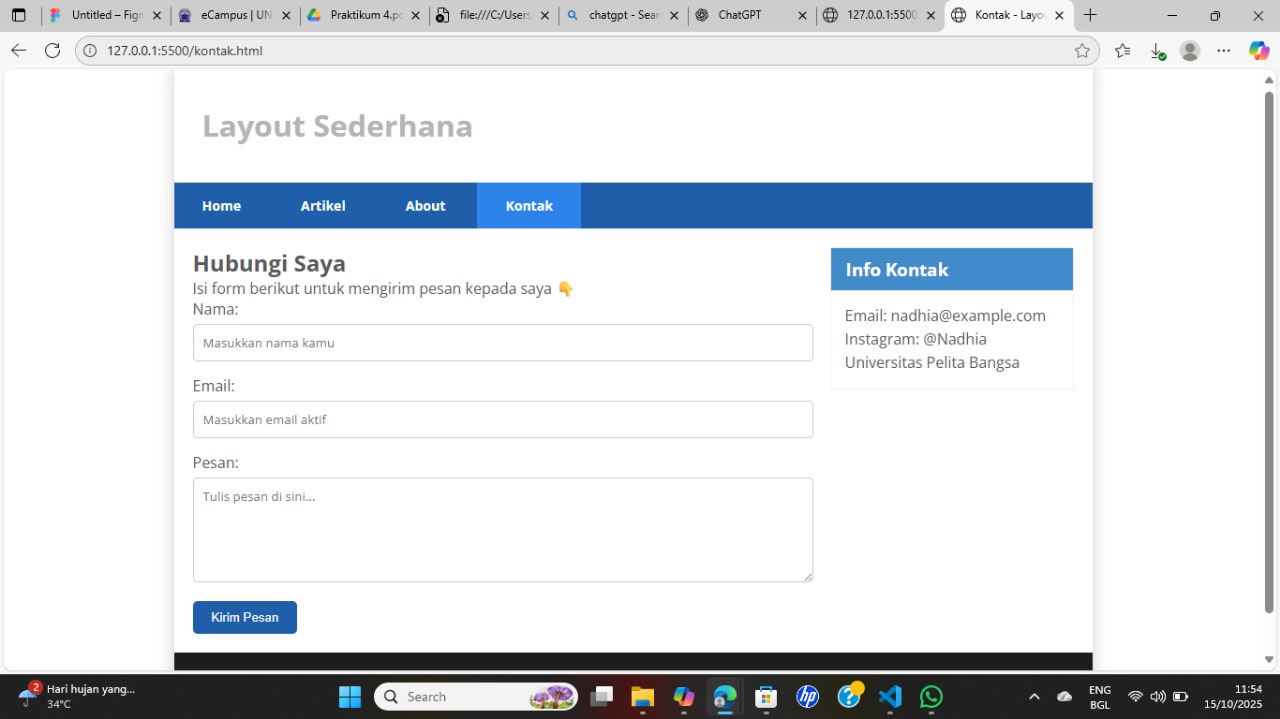 Untitled – Figm
eCampus | UN
Praktikum 4.pd
file:///C:/Users
chatgpt - Sear
ChatGPT
127.0.0.1:5500
Kontak - Layou
127.0.0.1:5500/kontak.html
Layout Sederhana
Home Artikel About Kontak
Hubungi Saya
Isi form berikut untuk mengirim pesan kepada saya 👇
Nama:
Masukkan nama kamu
Email:
Masukkan email aktif
Pesan:
Tulis pesan di sini...
Kirim Pesan
Info Kontak
Email: nadhia@example.com
Instagram: @Nadhia
Universitas Pelita Bangsa
2
Hari hujan yang...
34°C
Search
hp
ENG
BGL
11:54
15/10/2025